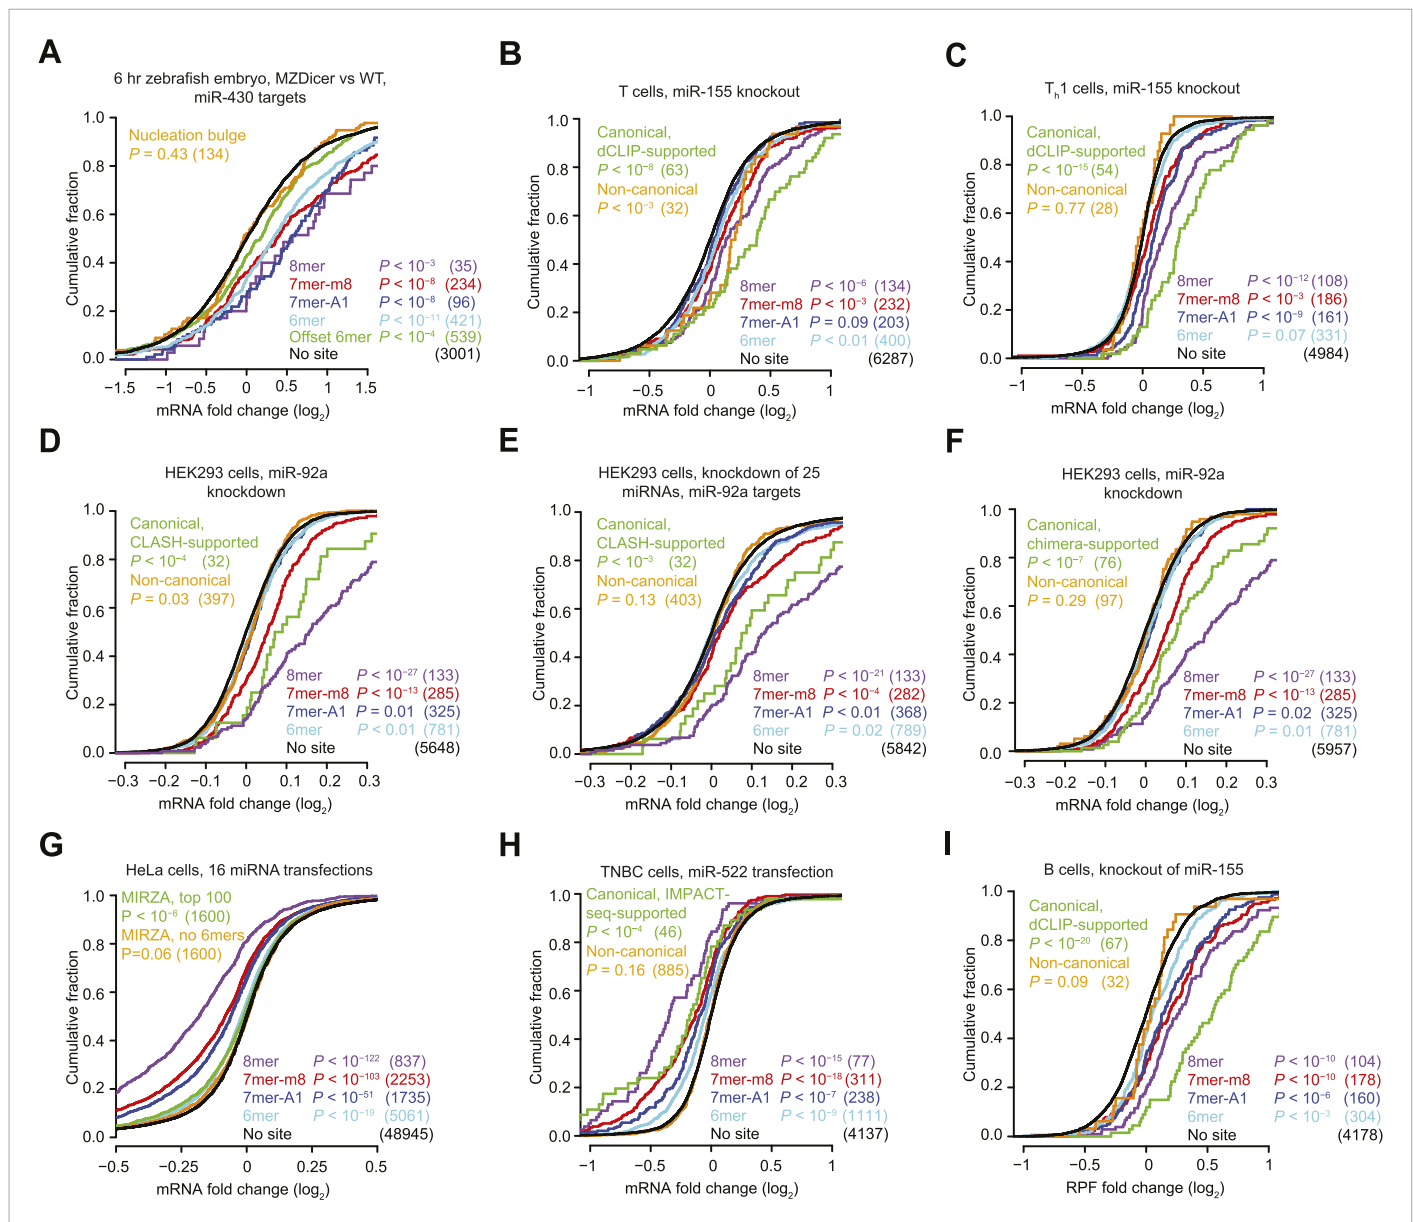 A
6 hr zebrafish embryo, MZDicer vs WT,
miR-430 targets
Nucleation bulge
P = 0.43 (134)
8mer P < 10⁻³ (35)
7mer-m8 P < 10⁻⁸ (234)
7mer-A1 P < 10⁻⁸ (96)
6mer P < 10⁻¹¹ (421)
Offset 6mer P < 10⁻⁴ (539)
No site (3001)
Cumulative fraction
1.0
0.8
0.6
0.4
0.2
0.0
−1.5 −1 −0.5 0 0.5 1 1.5
mRNA fold change (log₂)
B
T cells, miR-155 knockout
Canonical,
dCLIP-supported
P < 10⁻⁸ (63)
Non-canonical
P < 10⁻³ (32)
8mer P < 10⁻⁶ (134)
7mer-m8 P < 10⁻³ (232)
7mer-A1 P = 0.09 (203)
6mer P < 0.01 (400)
No site (6287)
Cumulative fraction
1.0
0.8
0.6
0.4
0.2
0.0
−1 −0.5 0 0.5 1
mRNA fold change (log₂)
C
Tₕ1 cells, miR-155 knockout
Canonical,
dCLIP-supported
P < 10⁻¹⁵ (54)
Non-canonical
P = 0.77 (28)
8mer P < 10⁻¹² (108)
7mer-m8 P < 10⁻³ (186)
7mer-A1 P < 10⁻⁹ (161)
6mer P = 0.07 (331)
No site (4984)
Cumulative fraction
1.0
0.8
0.6
0.4
0.2
0.0
−1 −0.5 0 0.5 1
mRNA fold change (log₂)
D
HEK293 cells, miR-92a
knockdown
Canonical,
CLASH-supported
P < 10⁻⁴ (32)
Non-canonical
P = 0.03 (397)
8mer P < 10⁻²⁷ (133)
7mer-m8 P < 10⁻¹³ (285)
7mer-A1 P = 0.01 (325)
6mer P < 0.01 (781)
No site (5648)
Cumulative fraction
1.0
0.8
0.6
0.4
0.2
0.0
−0.3 −0.2 −0.1 0 0.1 0.2 0.3
mRNA fold change (log₂)
E
HEK293 cells, knockdown of 25
miRNAs, miR-92a targets
Canonical,
CLASH-supported
P < 10⁻³ (32)
Non-canonical
P = 0.13 (403)
8mer P < 10⁻²¹ (133)
7mer-m8 P < 10⁻⁴ (282)
7mer-A1 P < 0.01 (368)
6mer P = 0.02 (789)
No site (5842)
Cumulative fraction
1.0
0.8
0.6
0.4
0.2
0.0
−0.3 −0.2 −0.1 0 0.1 0.2 0.3
mRNA fold change (log₂)
F
HEK293 cells, miR-92a
knockdown
Canonical,
chimera-supported
P < 10⁻⁷ (76)
Non-canonical
P = 0.29 (97)
8mer P < 10⁻²⁷ (133)
7mer-m8 P < 10⁻¹³ (285)
7mer-A1 P = 0.02 (325)
6mer P = 0.01 (781)
No site (5957)
Cumulative fraction
1.0
0.8
0.6
0.4
0.2
0.0
−0.3 −0.2 −0.1 0 0.1 0.2 0.3
mRNA fold change (log₂)
G
HeLa cells, 16 miRNA transfections
MIRZA, top 100
P < 10⁻⁶ (1600)
MIRZA, no 6mers
P=0.06 (1600)
8mer P < 10⁻¹²² (837)
7mer-m8 P < 10⁻¹⁰³ (2253)
7mer-A1 P < 10⁻⁵¹ (1735)
6mer P < 10⁻¹⁹ (5061)
No site (48945)
Cumulative fraction
1.0
0.8
0.6
0.4
0.2
0.0
−0.5 −0.25 0 0.25 0.5
mRNA fold change (log₂)
H
TNBC cells, miR-522 transfection
Canonical, IMPACT-
seq-supported
P < 10⁻⁴ (46)
Non-canonical
P = 0.16 (885)
8mer P < 10⁻¹⁵ (77)
7mer-m8 P < 10⁻¹⁸ (311)
7mer-A1 P < 10⁻⁷ (238)
6mer P < 10⁻⁹ (1111)
No site (4137)
Cumulative fraction
1.0
0.8
0.6
0.4
0.2
0.0
−1 −0.5 0 0.5 1
mRNA fold change (log₂)
I
B cells, knockout of miR-155
Canonical,
dCLIP-supported
P < 10⁻²⁰ (67)
Non-canonical
P = 0.09 (32)
8mer P < 10⁻¹⁰ (104)
7mer-m8 P < 10⁻¹⁰ (178)
7mer-A1 P < 10⁻⁶ (160)
6mer P < 10⁻³ (304)
No site (4178)
Cumulative fraction
1.0
0.8
0.6
0.4
0.2
0.0
−1 −0.5 0 0.5 1
RPF fold change (log₂)